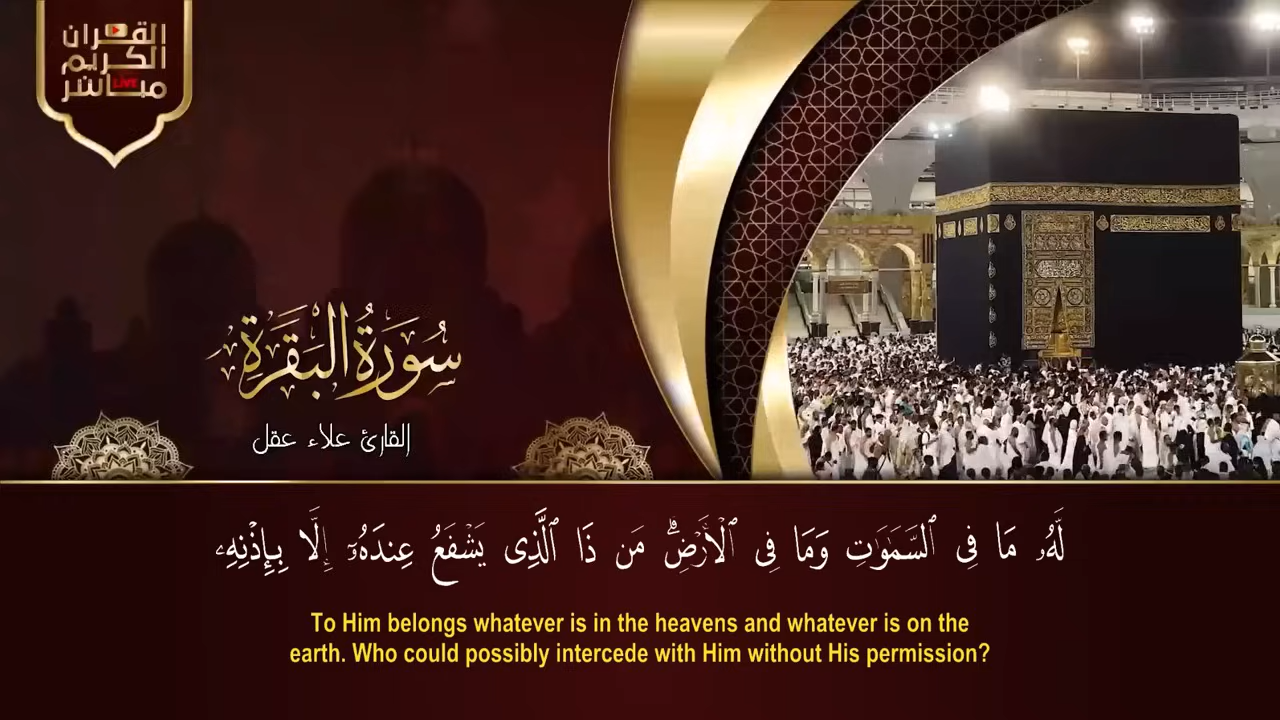 القرآن
الكريم
LIVE
مباشر
سُورَةُ البَقَرَةِ
القارئ علاء عقل
لَّهُۥ مَا فِى ٱلسَّمَـٰوَٰتِ وَمَا فِى ٱلْأَرْضِ ۗ مَن ذَا ٱلَّذِى يَشْفَعُ عِندَهُۥٓ إِلَّا بِإِذْنِهِۦ
To Him belongs whatever is in the heavens and whatever is on the
earth. Who could possibly intercede with Him without His permission?